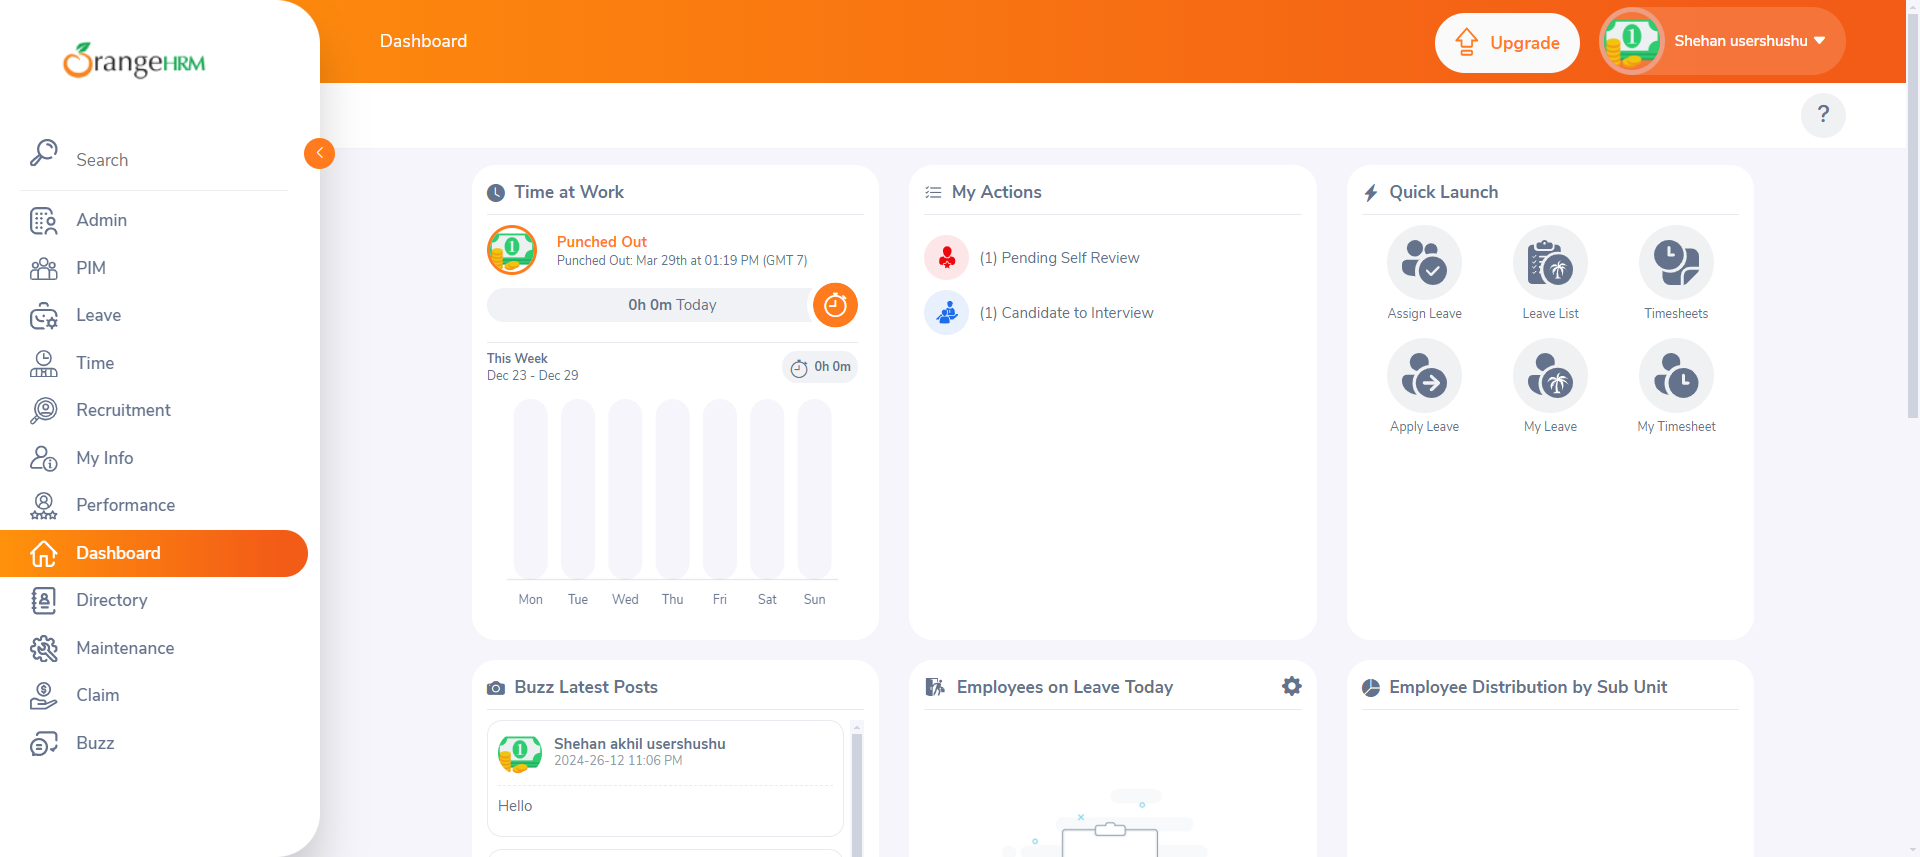 OrangeHRM
Search
Admin
PIM
Leave
Time
Recruitment
My Info
Performance
Dashboard
Directory
Maintenance
Claim
Buzz
Dashboard
Upgrade
Shehan usershushu
?
Time at Work
Punched Out
Punched Out: Mar 29th at 01:19 PM (GMT 7)
0h 0m Today
This Week
Dec 23 - Dec 29
0h 0m
Mon Tue Wed Thu Fri Sat Sun
My Actions
(1) Pending Self Review
(1) Candidate to Interview
Quick Launch
Assign Leave
Leave List
Timesheets
Apply Leave
My Leave
My Timesheet
Buzz Latest Posts
Shehan akhil usershushu
2024-26-12 11:06 PM
Hello
Employees on Leave Today
Employee Distribution by Sub Unit